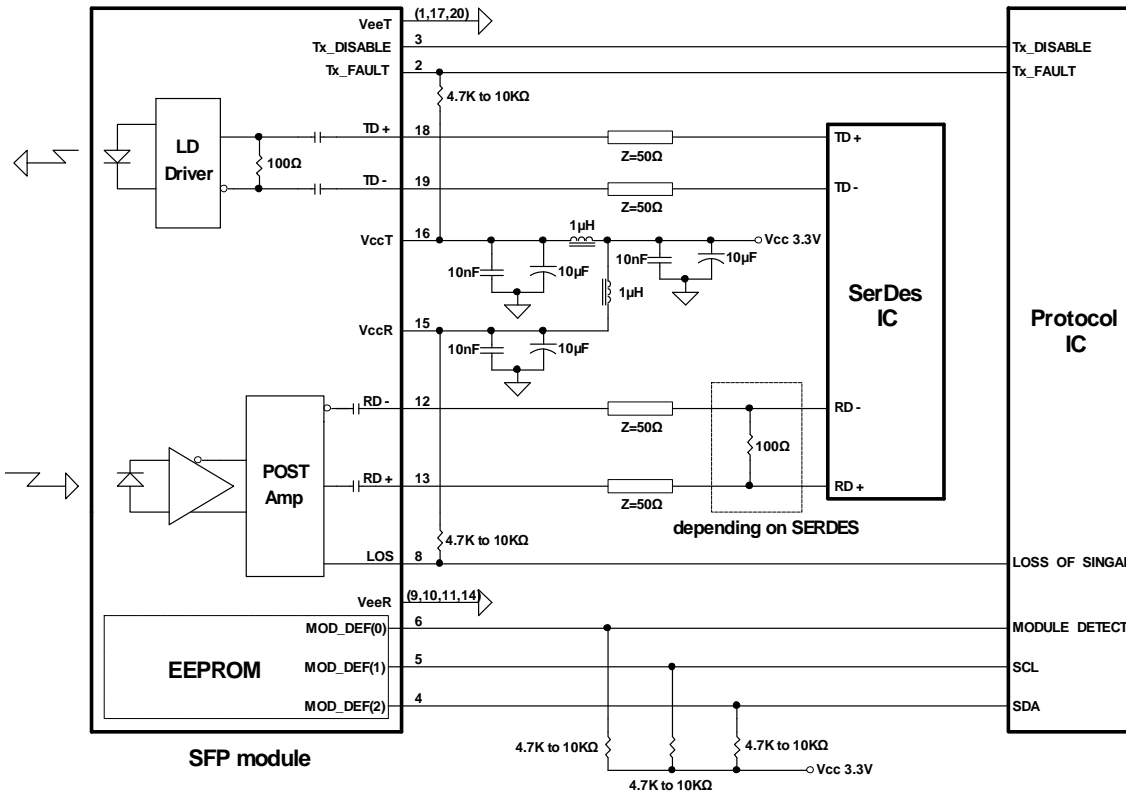 VeeT
(1,17,20)
Tx_DISABLE
3
Tx_DISABLE
Tx_FAULT
2
Tx_FAULT
4.7K to 10KΩ
LD
Driver
100Ω
TD +
18
Z=50Ω
TD +
TD -
19
Z=50Ω
TD -
1µH
VccT
16
Vcc 3.3V
10nF
10µF
10nF
10µF
1µH
SerDes
IC
Protocol
IC
VccR
15
10nF
10µF
RD -
12
Z=50Ω
RD -
100Ω
POST
Amp
RD +
13
Z=50Ω
RD +
depending on SERDES
4.7K to 10KΩ
LOS
8
LOSS OF SINGAL
VeeR
(9,10,11,14)
MOD_DEF(0)
6
MODULE DETECT
EEPROM
MOD_DEF(1)
5
SCL
MOD_DEF(2)
4
SDA
4.7K to 10KΩ
4.7K to 10KΩ
SFP module
Vcc 3.3V
4.7K to 10KΩ